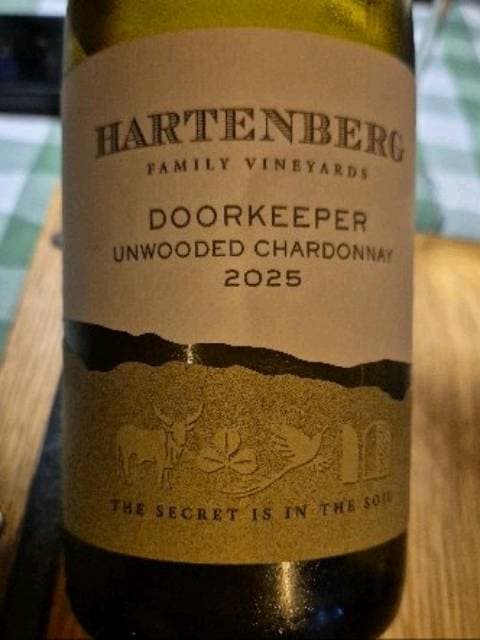 HARTENBERG
FAMILY VINEYARDS
DOORKEEPER
UNWOODED CHARDONNAY
2025
THE SECRET IS IN THE SOIL